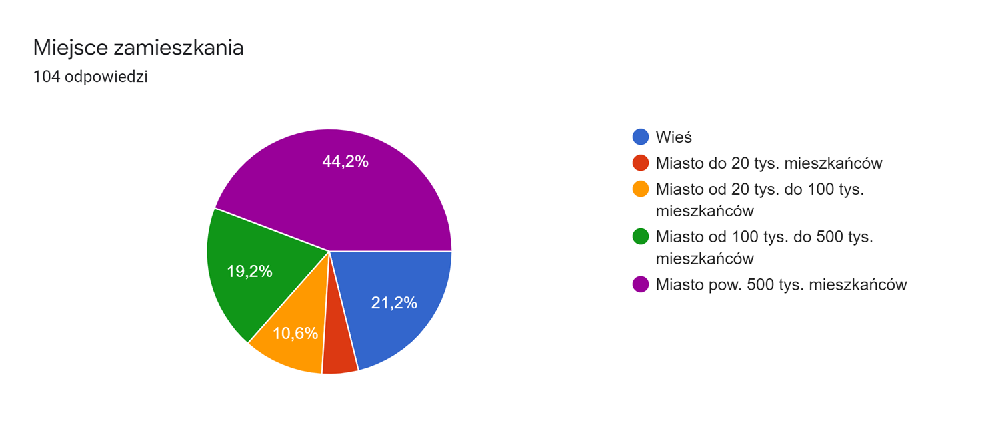 Miejsce zamieszkania
104 odpowiedzi
44,2%
19,2%
10,6%
21,2%
Wieś
Miasto do 20 tys. mieszkańców
Miasto od 20 tys. do 100 tys.
mieszkańców
Miasto od 100 tys. do 500 tys.
mieszkańców
Miasto pow. 500 tys. mieszkańców